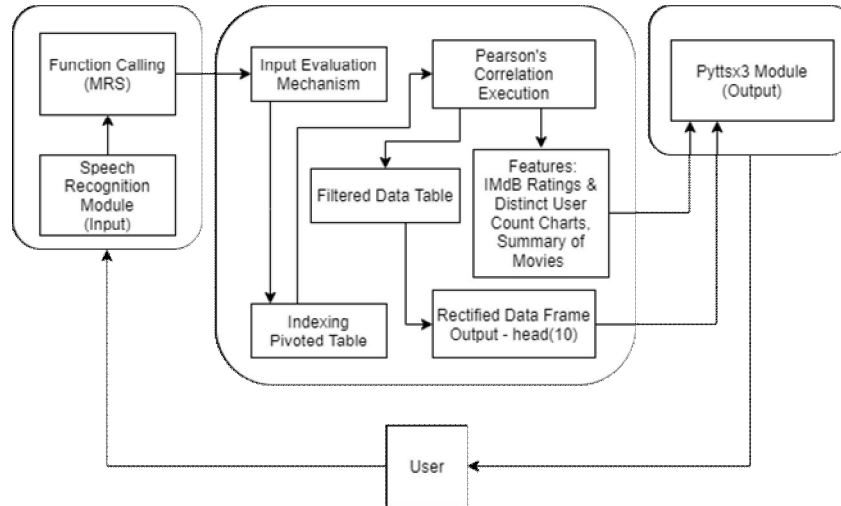 Function Calling
(MRS)
Speech
Recognition
Module
(Input)
Input Evaluation
Mechanism
Pearson's
Correlation
Execution
Filtered Data Table
Features:
IMdB Ratings &
Distinct User
Count Charts,
Summary of
Movies
Indexing
Pivoted Table
Rectified Data Frame
Output - head(10)
Pyttsx3 Module
(Output)
User